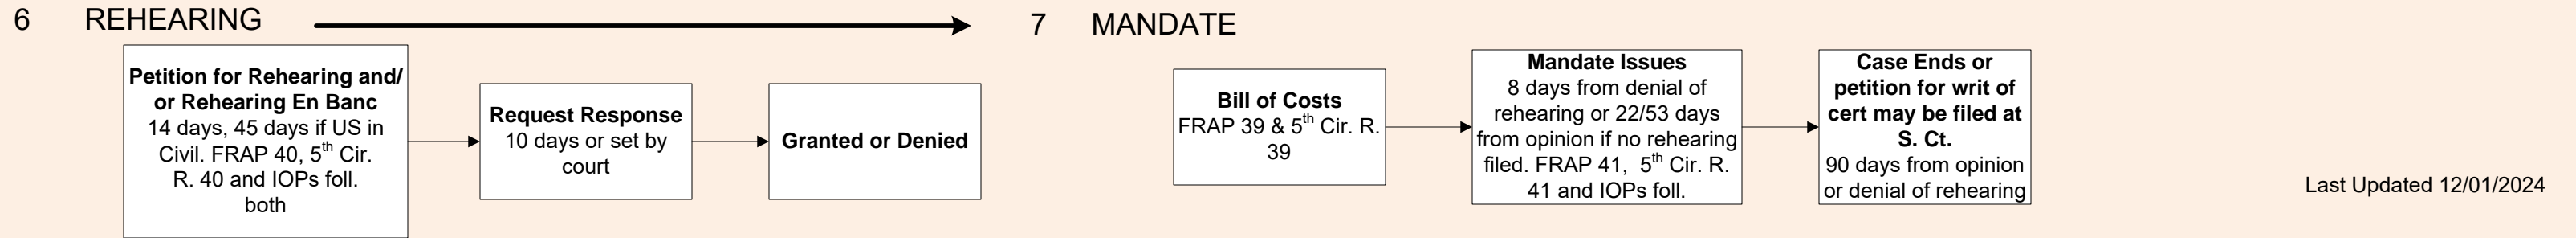 6 REHEARING
Petition for Rehearing and/
or Rehearing En Banc
14 days, 45 days if US in
Civil. FRAP 40, 5th Cir.
R. 40 and IOPs foll.
both
Request Response
10 days or set by
court
Granted or Denied
7 MANDATE
Bill of Costs
FRAP 39 & 5th Cir. R.
39
Mandate Issues
8 days from denial of
rehearing or 22/53 days
from opinion if no rehearing
filed. FRAP 41, 5th Cir. R.
41 and IOPs foll.
Case Ends or
petition for writ of
cert may be filed at
S. Ct.
90 days from opinion
or denial of rehearing
Last Updated 12/01/2024